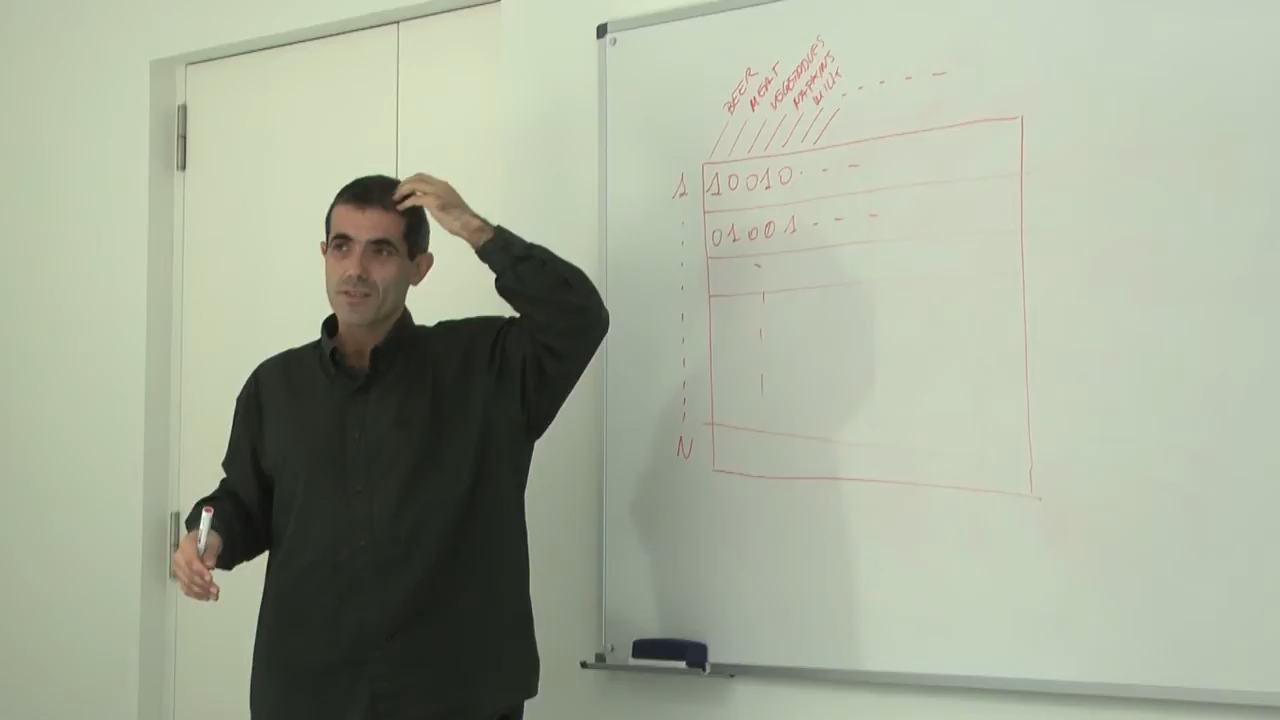 BEER
MEAT
VEGETABLES
NAPKINS
MILK
1 10010
01001
N